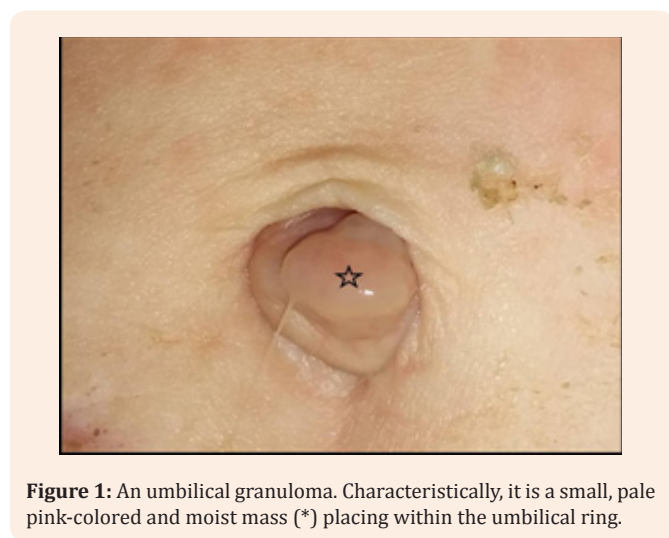 Figure 1: An umbilical granuloma. Characteristically, it is a small, pale
pink-colored and moist mass (*) placing within the umbilical ring.